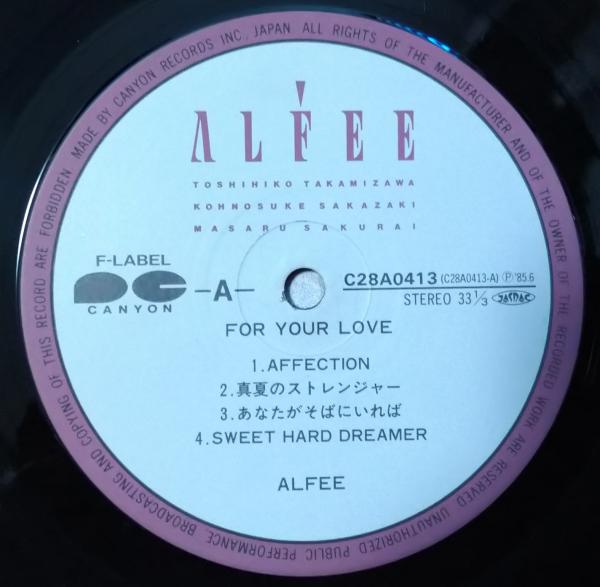 MADE BY CANYON RECORDS INC., JAPAN ALL RIGHTS OF THE MANUFACTURER AND OF THE OWNER OF THE RECORDED WORK ARE RESERVED UNAUTHORIZED PUBLIC PERFORMANCE BROADCASTING AND COPYING OF THIS RECORD ARE FORBIDDEN
ALFEE
TOSHIHIKO TAKAMIZAWA
KOHNOSUKE SAKAZAKI
MASARU SAKURAI
F-LABEL
CANYON
-A-
C28A0413 (C28A0413-A) Ⓟ '85.6
STEREO 33 1/3 JASRAC
FOR YOUR LOVE
1.AFFECTION
2.真夏のストレンジャー
3.あなたがそばにいれば
4.SWEET HARD DREAMER
ALFEE